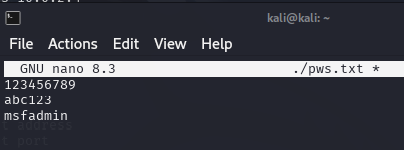 kali@kali: ~
File Actions Edit View Help
GNU nano 8.3 ./pws.txt *
123456789
abc123
msfadmin